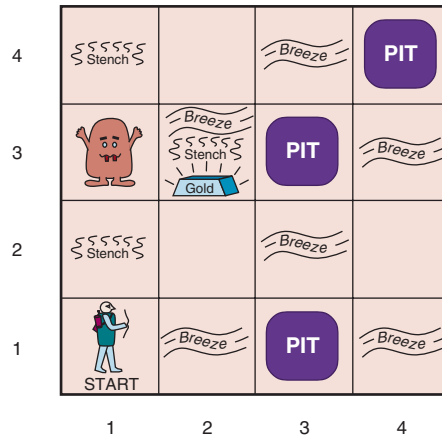 4
Stench
Breeze
PIT
3
Breeze
Stench
Gold
PIT
Breeze
2
Stench
Breeze
1
START
Breeze
PIT
Breeze
1 2 3 4